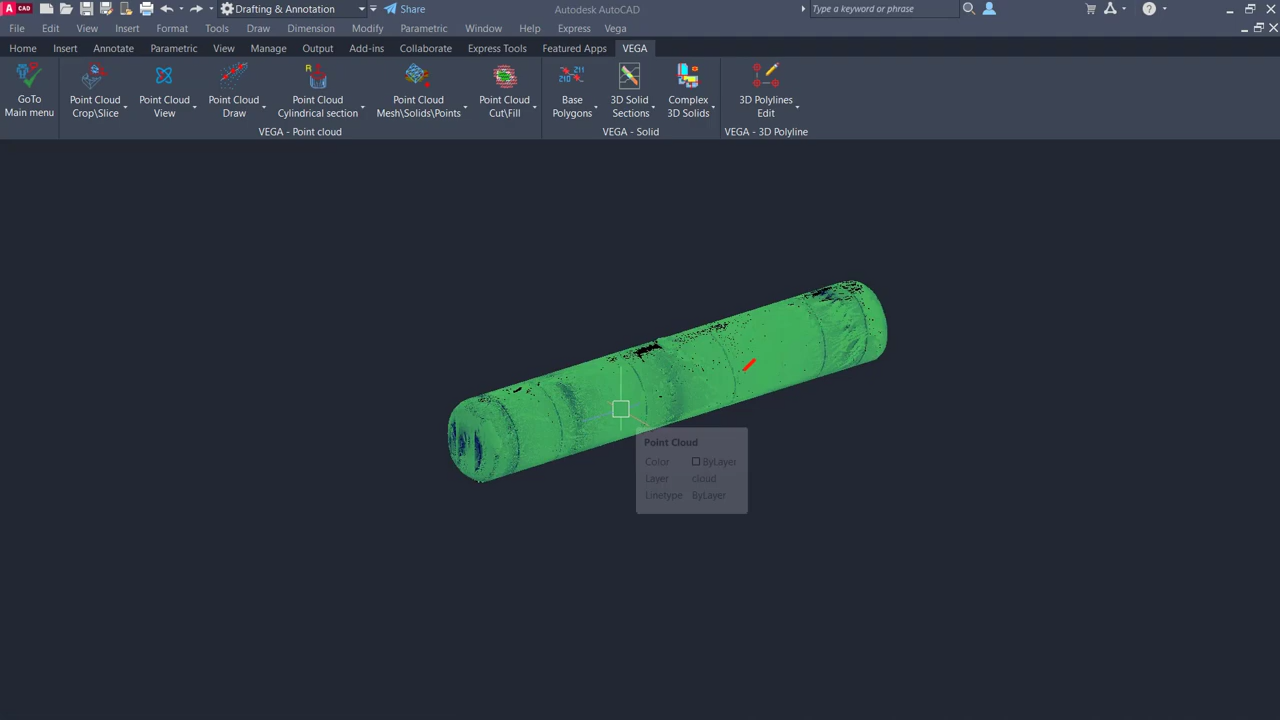 CAD
Drafting & Annotation
Share
Autodesk AutoCAD
Type a keyword or phrase
File Edit View Insert Format Tools Draw Dimension Modify Parametric Window Help Express Vega
Home Insert Annotate Parametric View Manage Output Add-ins Collaborate Express Tools Featured Apps VEGA
GoTo
Main menu
Point Cloud
Crop\Slice
Point Cloud
View
Point Cloud
Draw
Point Cloud
Cylindrical section
Point Cloud
Mesh\Solids\Points
Point Cloud
Cut\Fill
Base
Polygons
3D Solid
Sections
Complex
3D Solids
3D Polylines
Edit
VEGA - Point cloud
VEGA - Solid
VEGA - 3D Polyline
Point Cloud
Color ByLayer
Layer cloud
Linetype ByLayer